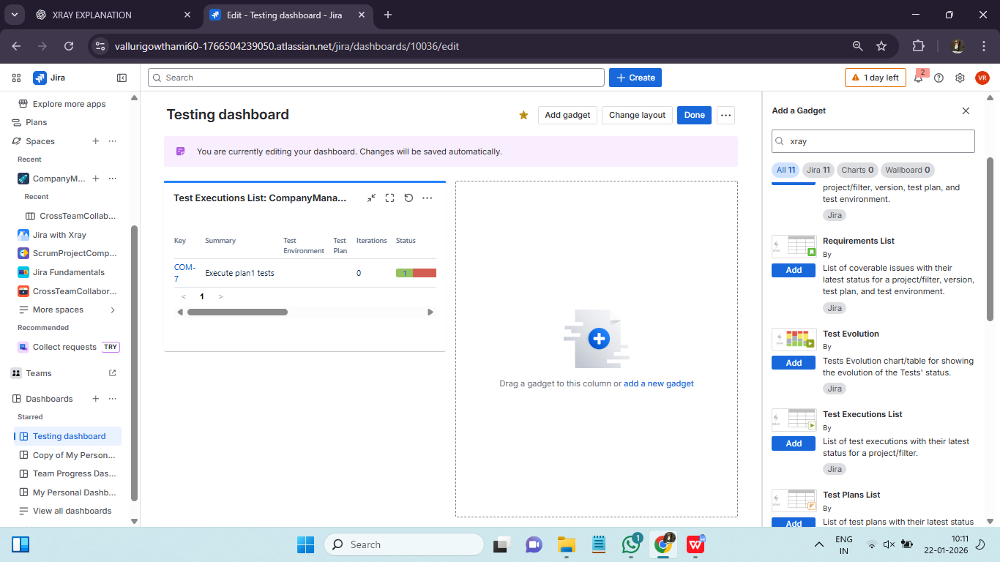 XRAY EXPLANATION
Edit - Testing dashboard - Jira
vallurigowthami60-1766504239050.atlassian.net/jira/dashboards/10036/edit
Jira
Search
Create
1 day left
2
VR
Explore more apps
Plans
Spaces
Recent
CompanyM...
Recent
CrossTeamCollab...
Jira with Xray
ScrumProjectComp...
Jira Fundamentals
CrossTeamCollabor...
More spaces
Recommended
Collect requests TRY
Teams
Dashboards
Starred
Testing dashboard
Copy of My Person...
Team Progress Das...
My Personal Dashb...
View all dashboards
Testing dashboard
Add gadget
Change layout
Done
You are currently editing your dashboard. Changes will be saved automatically.
Test Executions List: CompanyMana...
Key Summary Test Environment Test Plan Iterations Status
COM-7 Execute plan1 tests 0 1
< 1 >
Drag a gadget to this column or add a new gadget
Add a Gadget
xray
All 11 Jira 11 Charts 0 Wallboard 0
project/filter, version, test plan, and
test environment.
Jira
Requirements List
By
Add
List of coverable issues with their
latest status for a project/filter, version,
test plan, and test environment.
Jira
Test Evolution
By
Add
Tests Evolution chart/table for showing
the evolution of the Tests' status.
Jira
Test Executions List
By
Add
List of test executions with their latest
status for a project/filter.
Jira
Test Plans List
By
Add
List of test plans with their latest status
Search
1
ENG
IN
10:11
22-01-2026